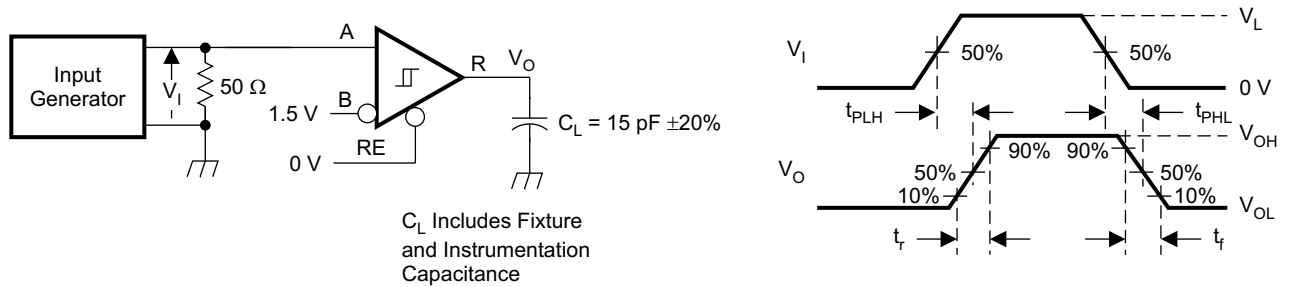 Input
Generator
V_I
50 Ω
A
B
1.5 V
RE
0 V
R
V_O
C_L = 15 pF ±20%
C_L Includes Fixture
and Instrumentation
Capacitance
V_I
50%
50%
V_L
0 V
t_PLH
t_PHL
V_O
90%
90%
50%
50%
10%
10%
V_OH
V_OL
t_r
t_f